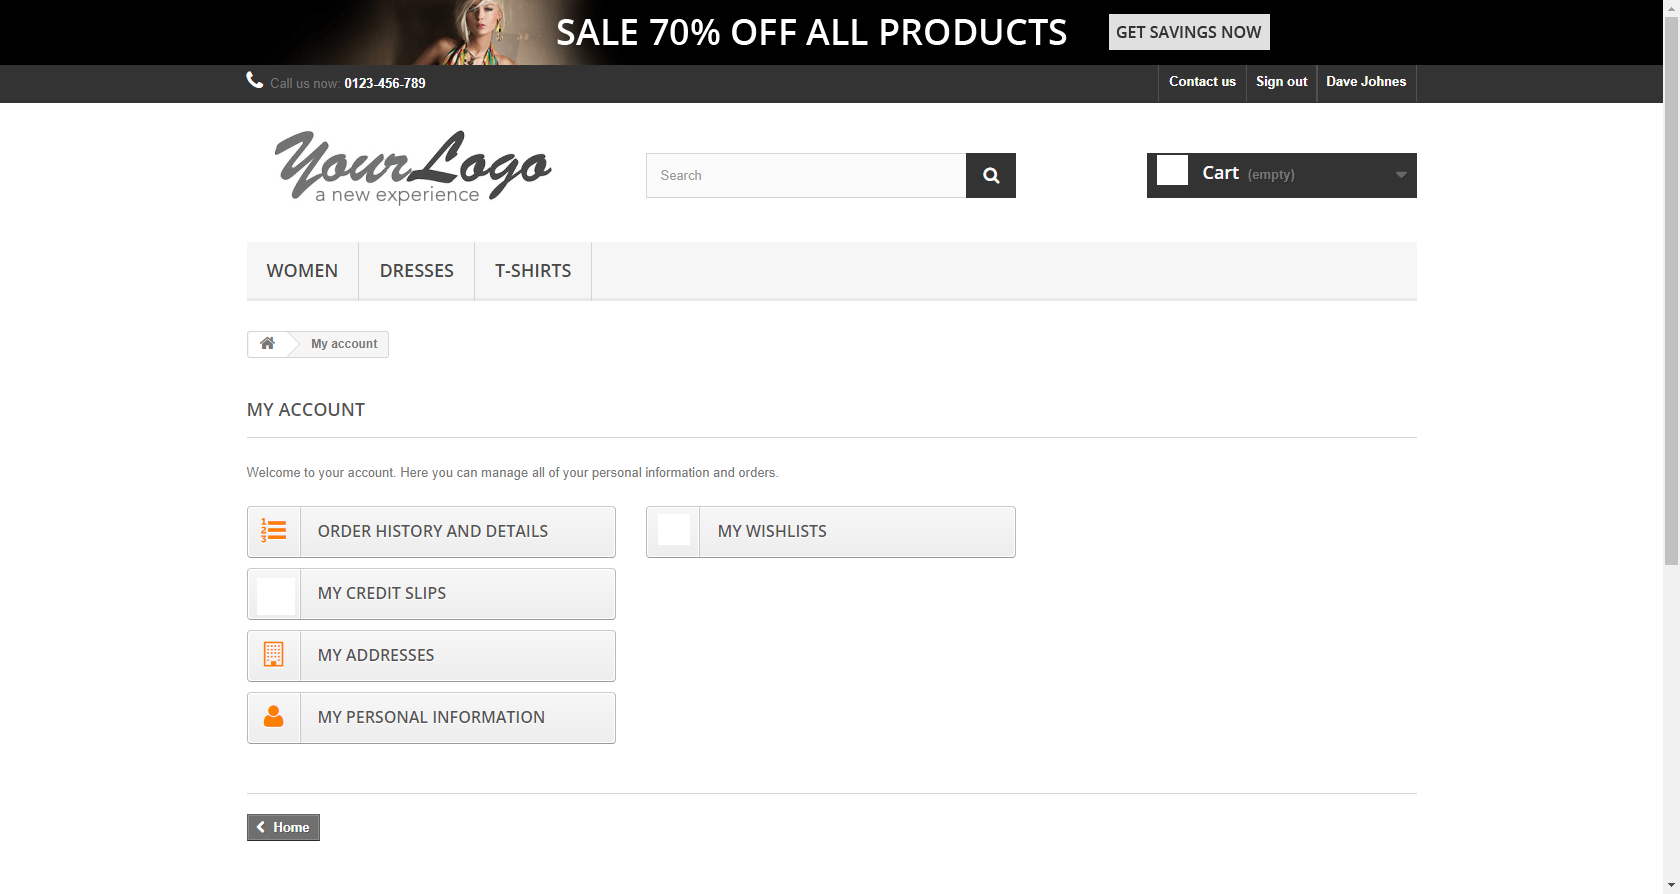 SALE 70% OFF ALL PRODUCTS GET SAVINGS NOW
Call us now: 0123-456-789 Contact us Sign out Dave Johnes
YourLogo
a new experience
Search
Cart (empty)
WOMEN DRESSES T-SHIRTS
My account
MY ACCOUNT
Welcome to your account. Here you can manage all of your personal information and orders.
1
2
3
ORDER HISTORY AND DETAILS
MY WISHLISTS
MY CREDIT SLIPS
MY ADDRESSES
MY PERSONAL INFORMATION
Home